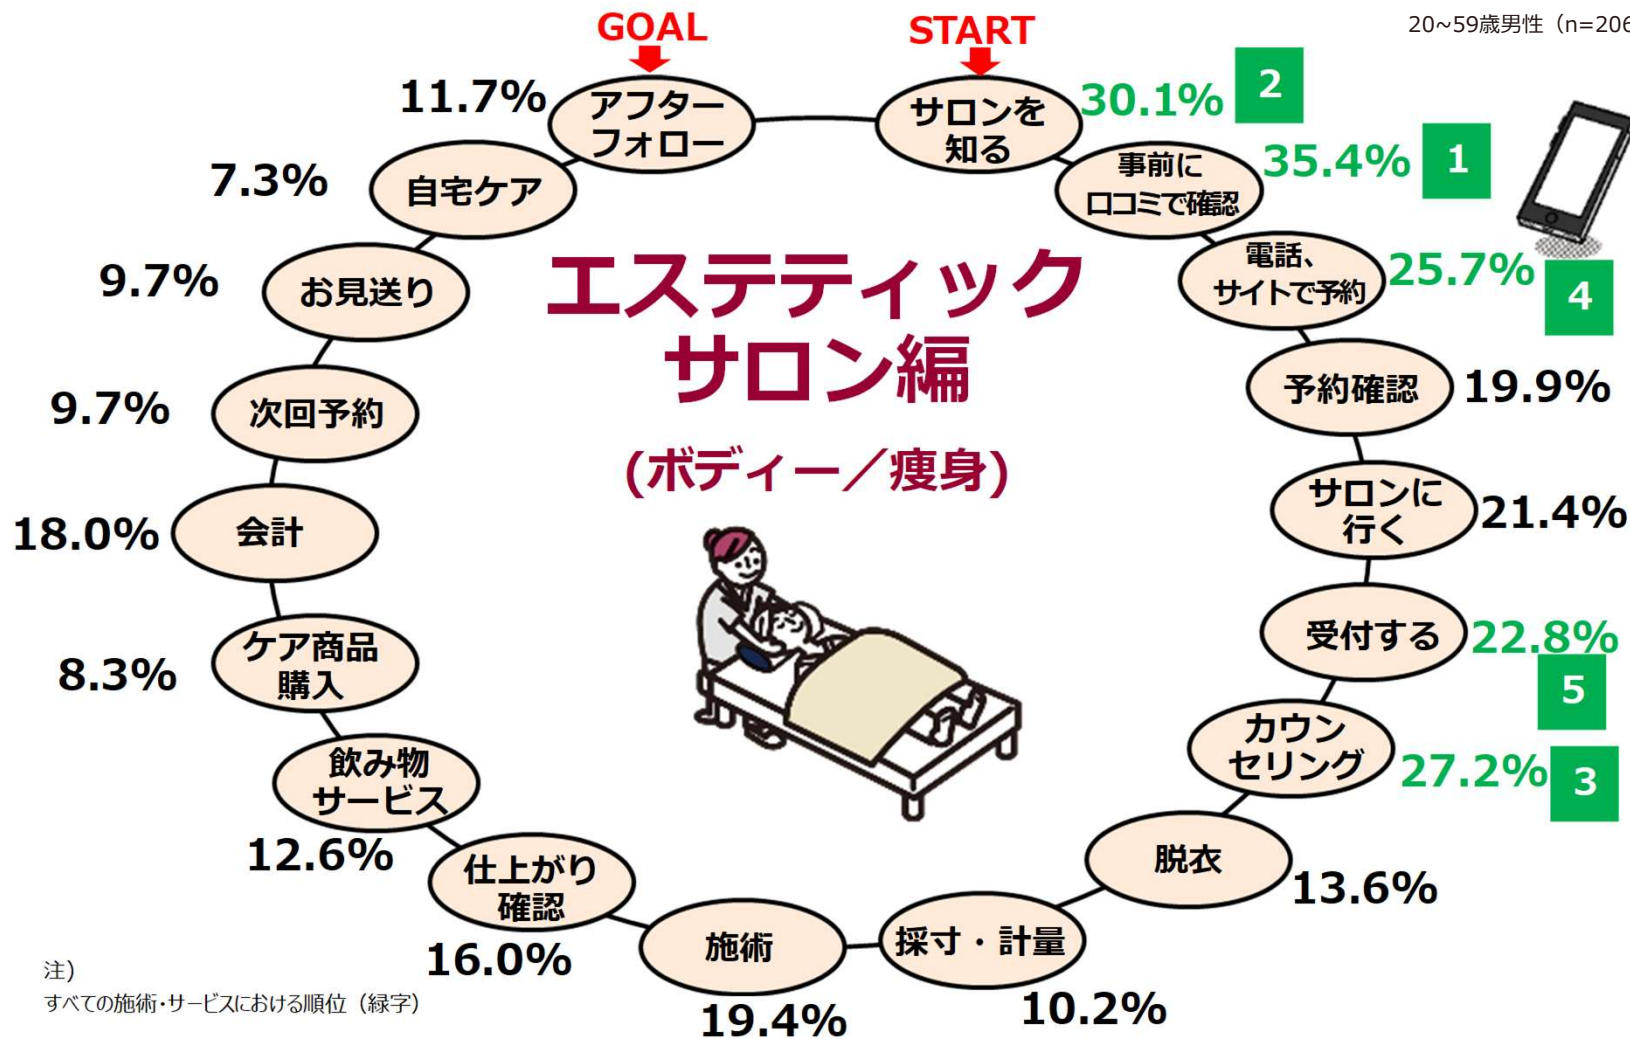 GOAL
START
20~59歳男性（n=206
アフター
フォロー
11.7%
サロンを
知る
30.1%
2
事前に
口コミで確認
35.4%
1
電話、
サイトで予約
25.7%
4
予約確認
19.9%
サロンに
行く
21.4%
受付する
22.8%
5
カウン
セリング
27.2%
3
脱衣
13.6%
採寸・計量
10.2%
施術
19.4%
仕上がり
確認
16.0%
飲み物
サービス
12.6%
ケア商品
購入
8.3%
会計
18.0%
次回予約
9.7%
お見送り
9.7%
自宅ケア
7.3%
エステティック
サロン編
(ボディー／痩身)
注)
すべての施術・サービスにおける順位（緑字）